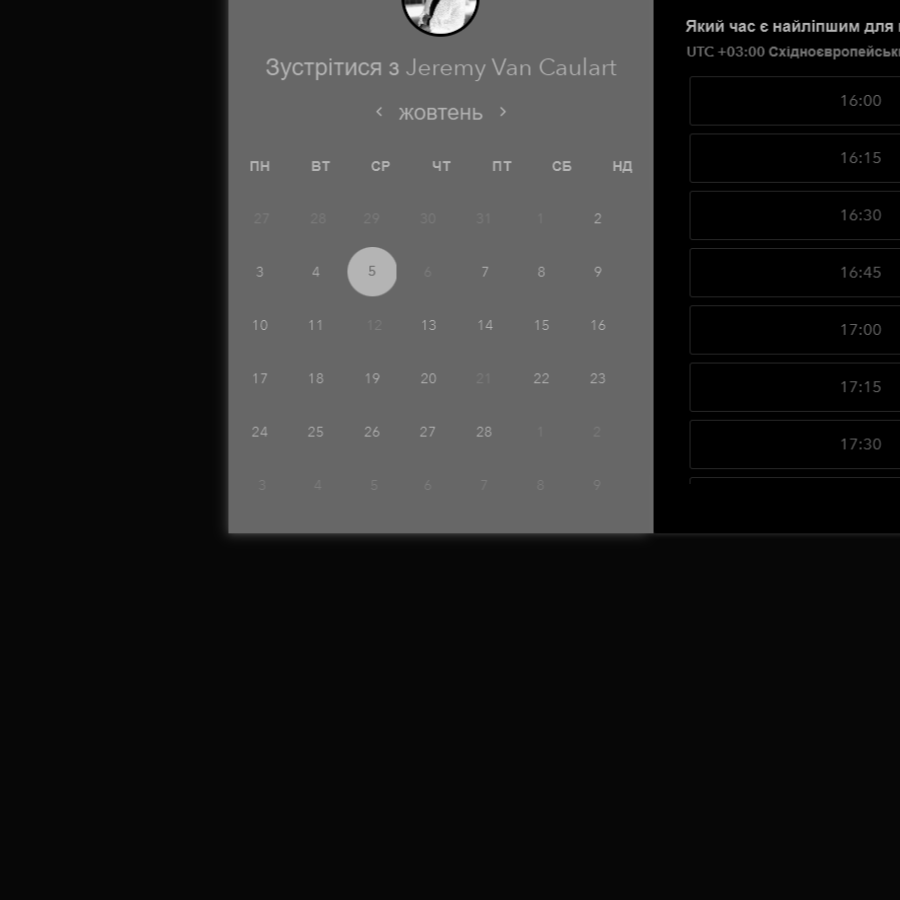 Зустрітися з Jeremy Van Caulart
жовтень
ПН ВТ СР ЧТ ПТ СБ НД
27 28 29 30 31 1 2
3 4 5 6 7 8 9
10 11 12 13 14 15 16
17 18 19 20 21 22 23
24 25 26 27 28 1 2
3 4 5 6 7 8 9
Який час є найліпшим для
UTC +03:00 Східноєвропейськ
16:00
16:15
16:30
16:45
17:00
17:15
17:30